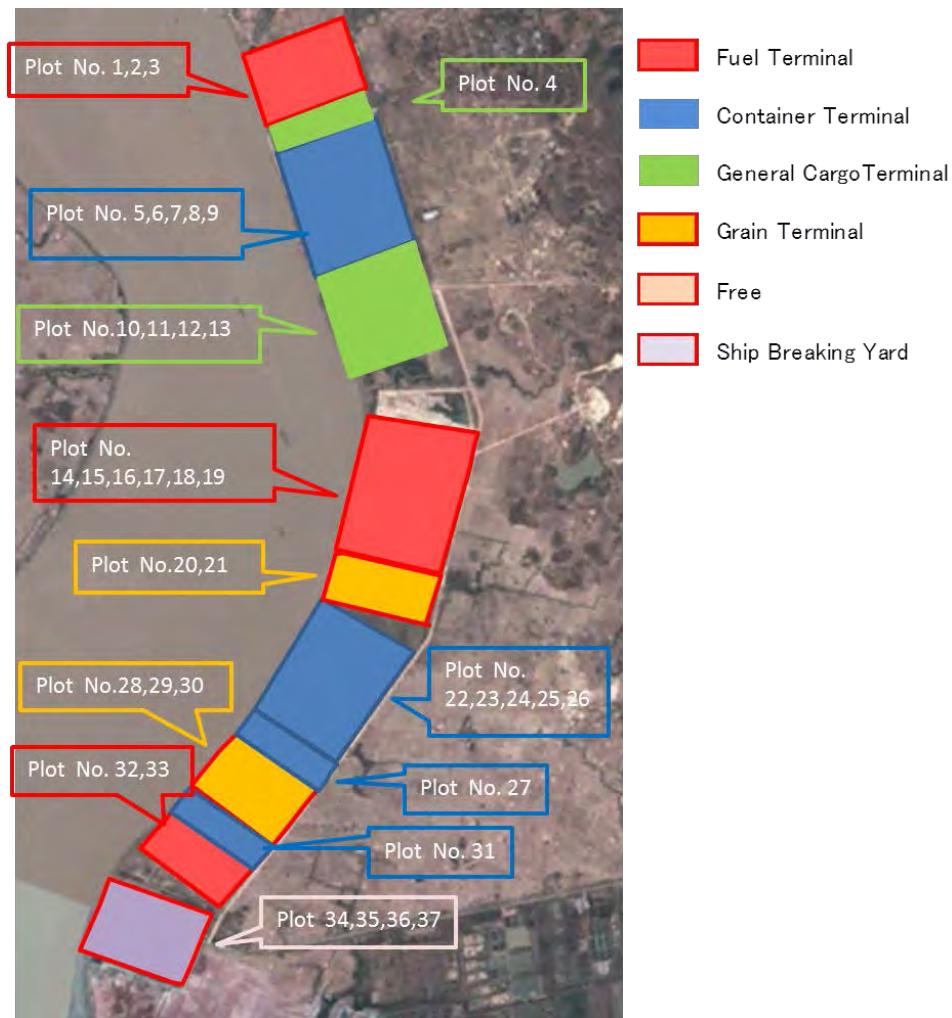 Plot No. 1,2,3
Plot No. 4
Plot No. 5,6,7,8,9
Plot No.10,11,12,13
Plot No.
14,15,16,17,18,19
Plot No.20,21
Plot No.
22,23,24,25,26
Plot No.28,29,30
Plot No. 32,33
Plot No. 27
Plot No. 31
Plot 34,35,36,37
Fuel Terminal
Container Terminal
General Cargo Terminal
Grain Terminal
Free
Ship Breaking Yard